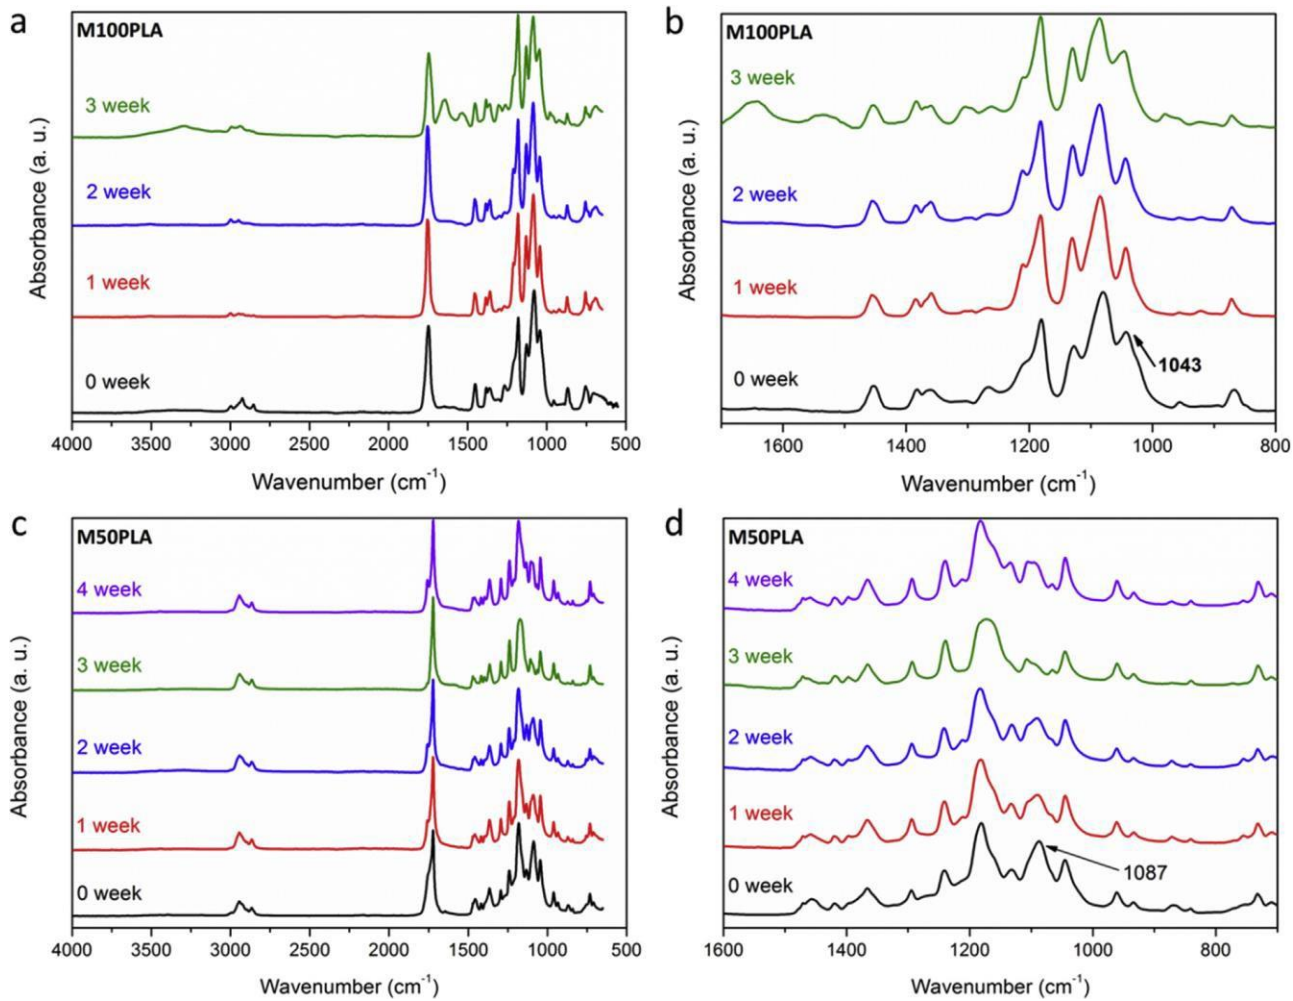 a
M100PLA
3 week
2 week
1 week
0 week
Absorbance (a. u.)
4000 3500 3000 2500 2000 1500 1000 500
Wavenumber (cm⁻¹)
b
M100PLA
3 week
2 week
1 week
0 week
1043
Absorbance (a. u.)
1600 1400 1200 1000 800
Wavenumber (cm⁻¹)
c
M50PLA
4 week
3 week
2 week
1 week
0 week
Absorbance (a. u.)
4000 3500 3000 2500 2000 1500 1000 500
Wavenumber (cm⁻¹)
d
M50PLA
4 week
3 week
2 week
1 week
0 week
1087
Absorbance (a. u.)
1600 1400 1200 1000 800
Wavenumber (cm⁻¹)